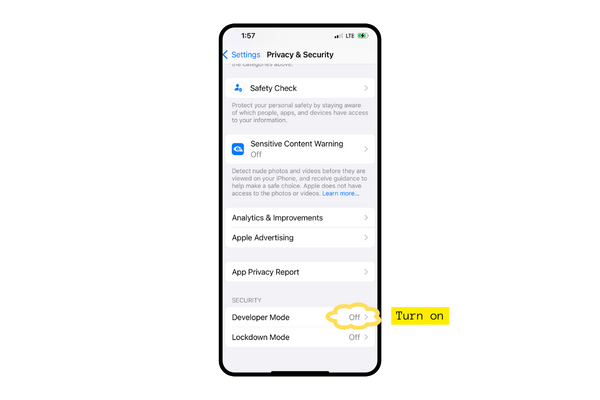 1:57
LTE
Settings
Privacy & Security
the categories above.
Safety Check
Protect your personal safety by staying aware
of which people, apps, and devices have access
to your information.
Sensitive Content Warning
Off
Detect nude photos and videos before they are
viewed on your iPhone, and receive guidance to
help make a safe choice. Apple does not have
access to the photos or videos. Learn more...
Analytics & Improvements
Apple Advertising
App Privacy Report
SECURITY
Developer Mode Off
Turn on
Lockdown Mode Off